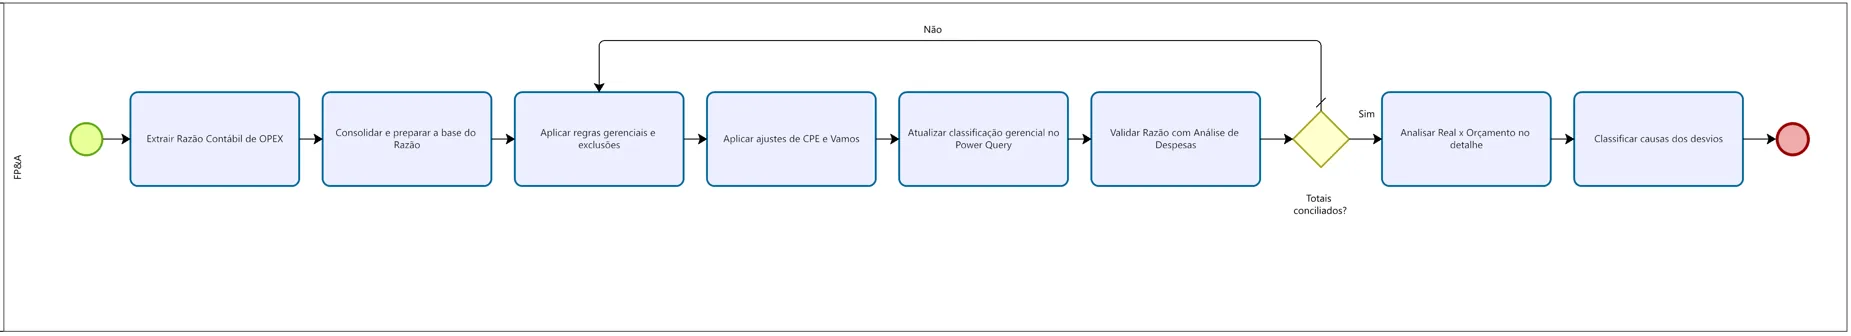 FP&A
Não
Extrair Razão Contábil de OPEX
Consolidar e preparar a base do
Razão
Aplicar regras gerenciais e
exclusões
Aplicar ajustes de CPE e Vamos
Atualizar classificação gerencial no
Power Query
Validar Razão com Análise de
Despesas
Totais
conciliados?
Sim
Analisar Real x Orçamento no
detalhe
Classificar causas dos desvios